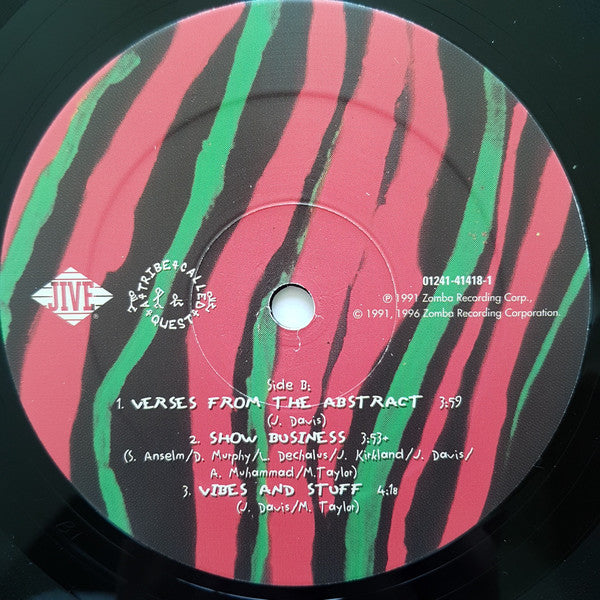 JIVE
®
A TRIBE CALLED QUEST
01241-41418-1
℗ 1991 Zomba Recording Corp.,
© 1991, 1996 Zomba Recording Corporation.
Side B:
1. VERSES FROM THE ABSTRACT 3:59
(J. Davis)
2. SHOW BUSINESS 3:53+
(S. Anselm/D. Murphy/L. Dechalus/J. Kirkland/J. Davis/
A. Muhammad/M.Taylor)
3. VIBES AND STUFF 4:18
(J. Davis/M. Taylor)